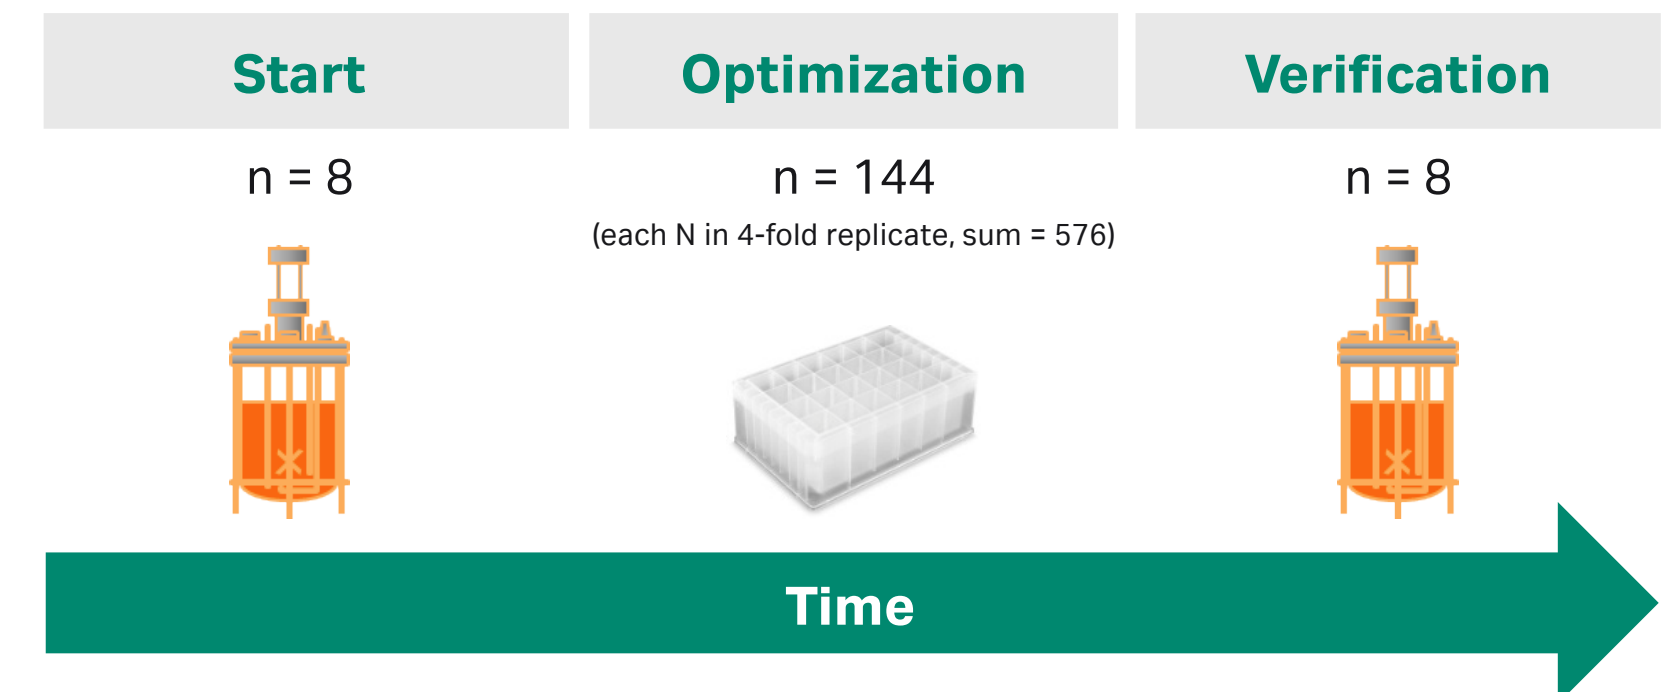 Start
Optimization
Verification
n = 8
n = 144
n = 8
(each N in 4-fold replicate, sum = 576)
Time